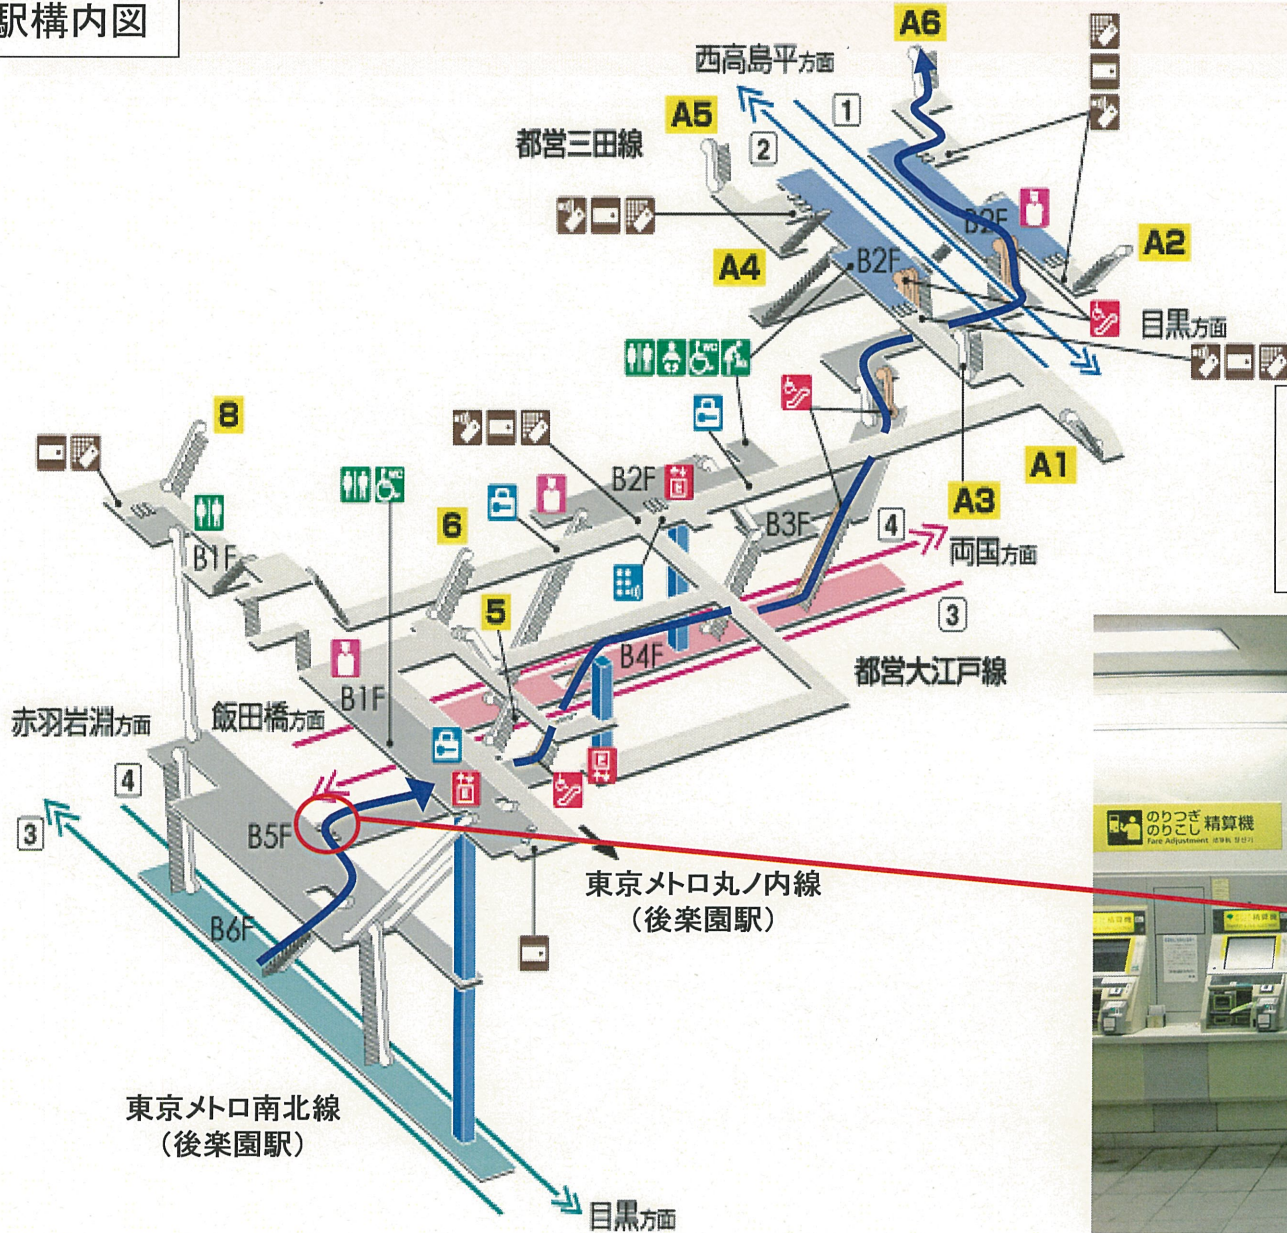 駅構内図
A6
西高島平方面
1
A5
2
都営三田線
B2F
A2
A4
B2F
目黒方面
8
A1
B2F
A3
6
B3F
4
両国方面
B1F
5
3
B4F
都営大江戸線
B1F
赤羽岩淵方面
飯田橋方面
4
3
B5F
東京メトロ丸ノ内線
(後楽園駅)
B6F
東京メトロ南北線
(後楽園駅)
目黒方面
のりつぎ
のりこし 精算機
Fare Adjustment
精算機